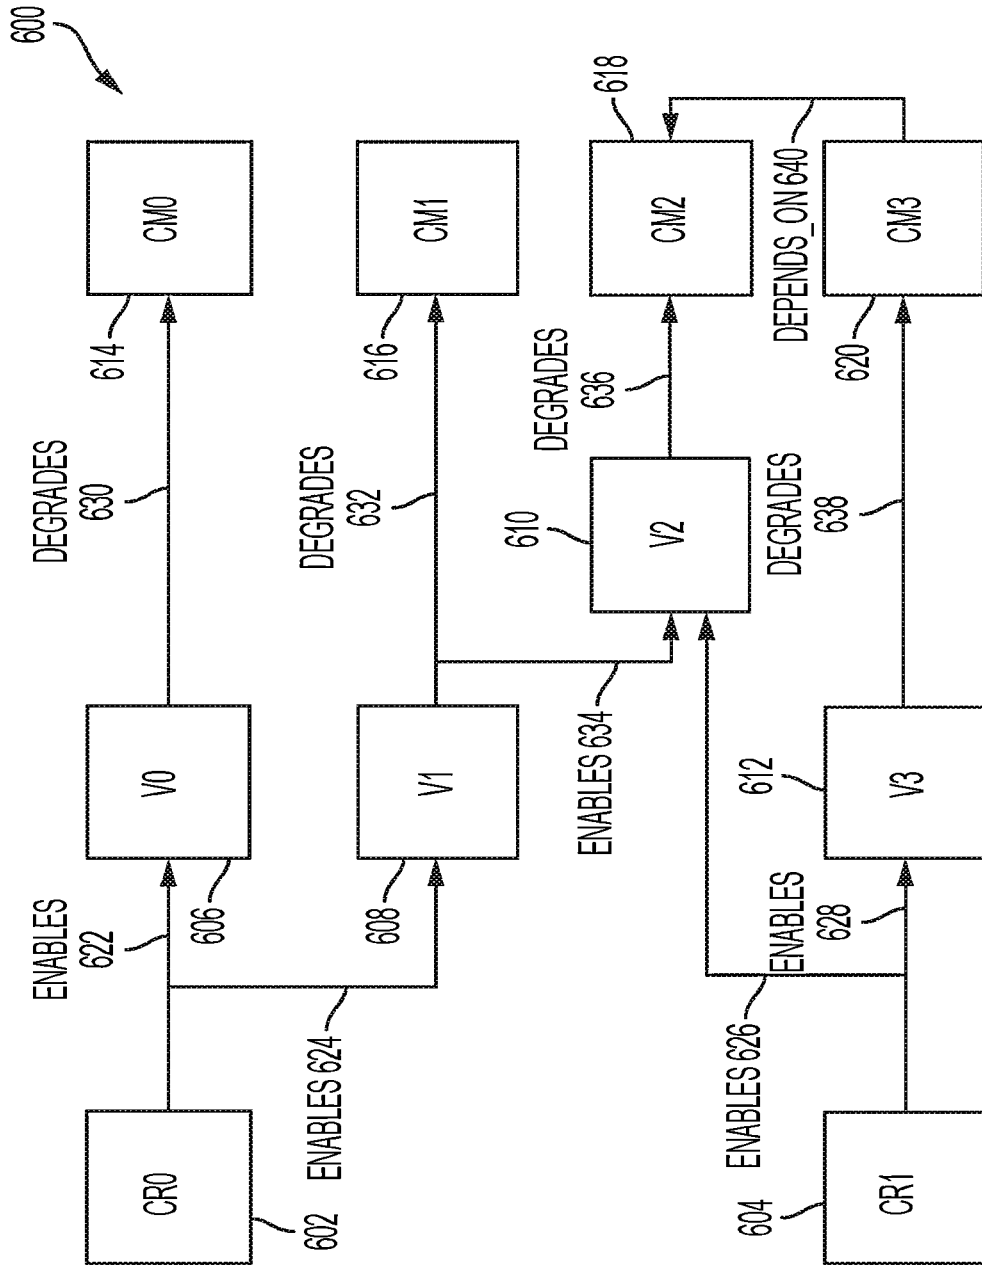 600
CR0
602
ENABLES
622
ENABLES 624
V0
606
DEGRADES
630
CM0
614
V1
608
DEGRADES
632
CM1
616
ENABLES 634
V2
610
DEGRADES
636
CM2
618
CR1
604
ENABLES 626
ENABLES
628
V3
612
DEGRADES
638
CM3
620
DEPENDS_ON 640